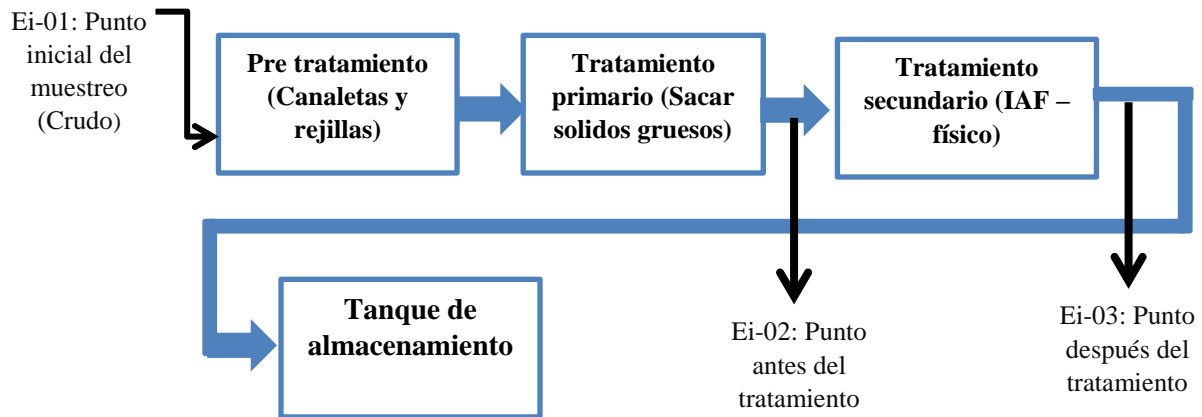 Ei-01: Punto
inicial del
muestreo
(Crudo)
Pre tratamiento
(Canaletas y
rejillas)
Tratamiento
primario (Sacar
solidos gruesos)
Tratamiento
secundario (IAF –
físico)
Tanque de
almacenamiento
Ei-02: Punto
antes del
tratamiento
Ei-03: Punto
después del
tratamiento